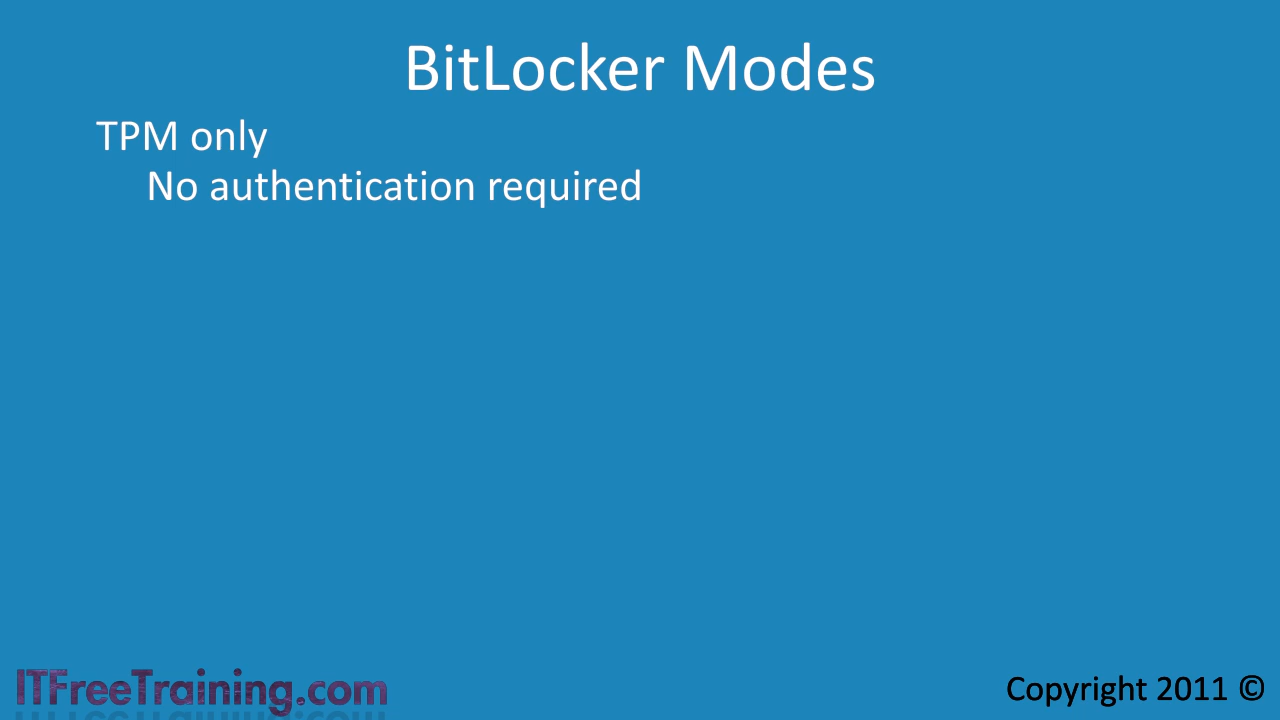 BitLocker Modes
TPM only
No authentication required
ITFreeTraining.com
Copyright 2011 ©